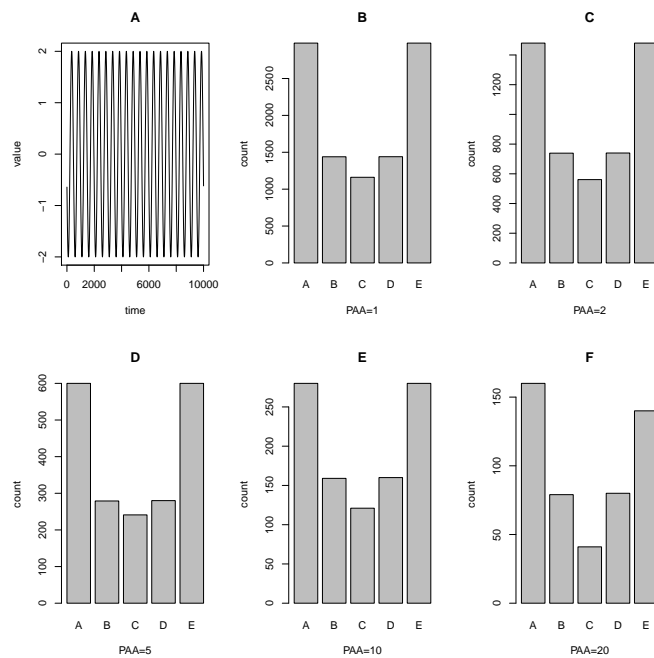 A
value
−2
−1
0
1
2
0 2000 6000 10000
time
B
count
0 500 1000 1500 2000 2500
A B C D E
PAA=1
C
count
0 200 400 600 800 1000 1400
A B C D E
PAA=2
D
count
0 100 200 300 400 500 600
A B C D E
PAA=5
E
count
0 50 100 150 200 250
A B C D E
PAA=10
F
count
0 50 100 150
A B C D E
PAA=20